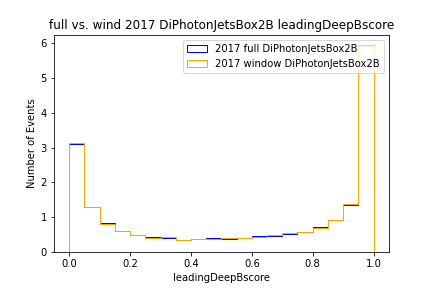 full vs. wind 2017 DiPhotonJetsBox2B leadingDeepBscore
2017 full DiPhotonJetsBox2B
2017 window DiPhotonJetsBox2B
Number of Events
6
5
4
3
2
1
0
0.0 0.2 0.4 0.6 0.8 1.0
leadingDeepBscore